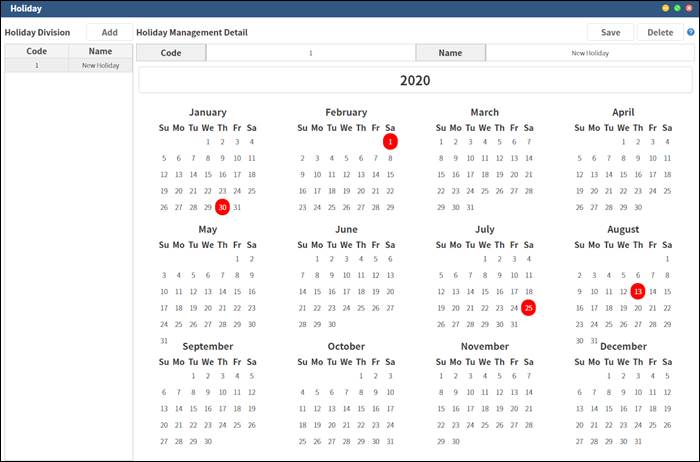 Holiday
Holiday Division Add Holiday Management Detail Save Delete ?
Code Name Code 1 Name New Holiday
1 New Holiday
2020
January February March April
Su Mo Tu We Th Fr Sa Su Mo Tu We Th Fr Sa Su Mo Tu We Th Fr Sa Su Mo Tu We Th Fr Sa
1 2 3 4 1 1 2 3 4 5 6 7 1 2 3 4
5 6 7 8 9 10 11 2 3 4 5 6 7 8 8 9 10 11 12 13 14 5 6 7 8 9 10 11
12 13 14 15 16 17 18 9 10 11 12 13 14 15 15 16 17 18 19 20 21 12 13 14 15 16 17 18
19 20 21 22 23 24 25 16 17 18 19 20 21 22 22 23 24 25 26 27 28 19 20 21 22 23 24 25
26 27 28 29 30 31 23 24 25 26 27 28 29 29 30 31 26 27 28 29 30
May June July August
Su Mo Tu We Th Fr Sa Su Mo Tu We Th Fr Sa Su Mo Tu We Th Fr Sa Su Mo Tu We Th Fr Sa
1 2 1 2 3 4 5 6 1 2 3 4 1
3 4 5 6 7 8 9 7 8 9 10 11 12 13 5 6 7 8 9 10 11 2 3 4 5 6 7 8
10 11 12 13 14 15 16 14 15 16 17 18 19 20 12 13 14 15 16 17 18 9 10 11 12 13 14 15
17 18 19 20 21 22 23 21 22 23 24 25 26 27 19 20 21 22 23 24 25 16 17 18 19 20 21 22
24 25 26 27 28 29 30 28 29 30 26 27 28 29 30 31 23 24 25 26 27 28 29
31 30 31
September October November December
Su Mo Tu We Th Fr Sa Su Mo Tu We Th Fr Sa Su Mo Tu We Th Fr Sa Su Mo Tu We Th Fr Sa
1 2 3 4 5 1 2 3 1 2 3 4 5 6 7 1 2 3 4 5
6 7 8 9 10 11 12 4 5 6 7 8 9 10 8 9 10 11 12 13 14 6 7 8 9 10 11 12
13 14 15 16 17 18 19 11 12 13 14 15 16 17 15 16 17 18 19 20 21 13 14 15 16 17 18 19
20 21 22 23 24 25 26 18 19 20 21 22 23 24 22 23 24 25 26 27 28 20 21 22 23 24 25 26
27 28 29 30 25 26 27 28 29 30 31 29 30 27 28 29 30 31